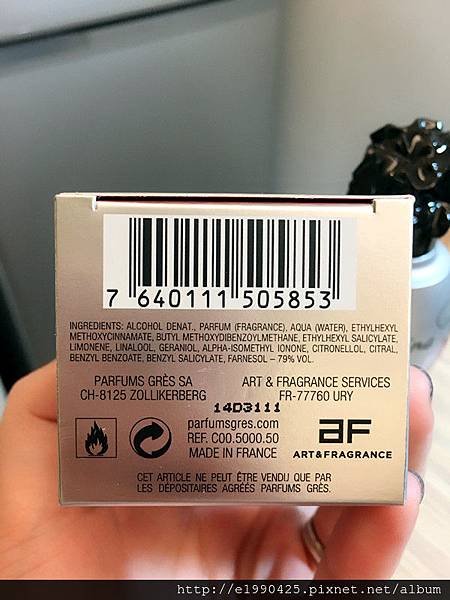 7 640111 505853
INGREDIENTS: ALCOHOL DENAT., PARFUM (FRAGRANCE), AQUA (WATER), ETHYLHEXYL
METHOXYCINNAMATE, BUTYL METHOXYDIBENZOYLMETHANE, ETHYLHEXYL SALICYLATE,
LIMONENE, LINALOOL, GERANIOL, ALPHA-ISOMETHYL IONONE, CITRONELLOL, CITRAL,
BENZYL BENZOATE, BENZYL SALICYLATE, FARNESOL – 79% VOL.
PARFUMS GRÈS SA
CH-8125 ZOLLIKERBERG
ART & FRAGRANCE SERVICES
FR-77760 URY
14D3111
parfumsgres.com
REF. C00.5000.50
MADE IN FRANCE
AF
ART&FRAGRANCE
CET ARTICLE NE PEUT ÊTRE VENDU QUE PAR
LES DÉPOSITAIRES AGRÉÉS PARFUMS GRÈS.
http://e1990425.pixnet.net/album